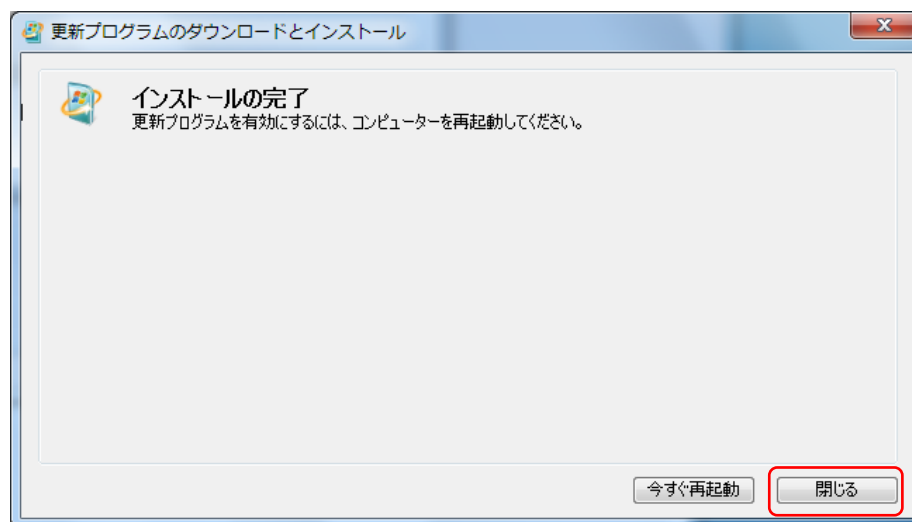 更新プログラムのダウンロードとインストール
インストールの完了
更新プログラムを有効にするには、コンピューターを再起動してください。
今すぐ再起動
閉じる